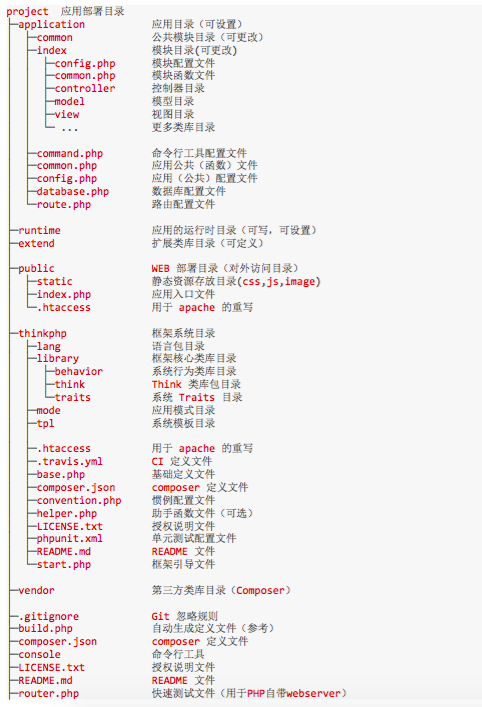 project  应用部署目录
├─application           应用目录（可设置）
│  ├─common             公共模块目录（可更改）
│  ├─index              模块目录(可更改)
│  │  ├─config.php      模块配置文件
│  │  ├─common.php      模块函数文件
│  │  ├─controller      控制器目录
│  │  ├─model           模型目录
│  │  ├─view            视图目录
│  │  └─ ...            更多类库目录
│  ├─command.php        命令行工具配置文件
│  ├─common.php         应用公共（函数）文件
│  ├─config.php         应用（公共）配置文件
│  ├─database.php       数据库配置文件
│  └─route.php          路由配置文件
├─runtime               应用的运行时目录（可写，可设置）
├─extend                扩展类库目录（可定义）
├─public                WEB 部署目录（对外访问目录）
│  ├─static             静态资源存放目录(css,js,image)
│  ├─index.php          应用入口文件
│  └─.htaccess          用于 apache 的重写
├─thinkphp              框架系统目录
│  ├─lang               语言包目录
│  ├─library            框架核心类库目录
│  │  ├─behavior        系统行为类库目录
│  │  ├─think           Think 类库包目录
│  │  └─traits          系统 Traits 目录
│  ├─mode               应用模式目录
│  ├─tpl                系统模板目录
│  ├─.htaccess          用于 apache 的重写
│  ├─.travis.yml        CI 定义文件
│  ├─base.php           基础定义文件
│  ├─composer.json      composer 定义文件
│  ├─convention.php     惯例配置文件
│  ├─helper.php         助手函数文件（可选）
│  ├─LICENSE.txt        授权说明文件
│  ├─phpunit.xml        单元测试配置文件
│  ├─README.md          README 文件
│  └─start.php          框架引导文件
├─vendor                第三方类库目录（Composer）
├─.gitignore            Git 忽略规则
├─build.php             自动生成定义文件（参考）
├─composer.json         composer 定义文件
├─console               命令行工具
├─LICENSE.txt           授权说明文件
├─README.md             README 文件
├─router.php            快速测试文件（用于PHP自带webserver）